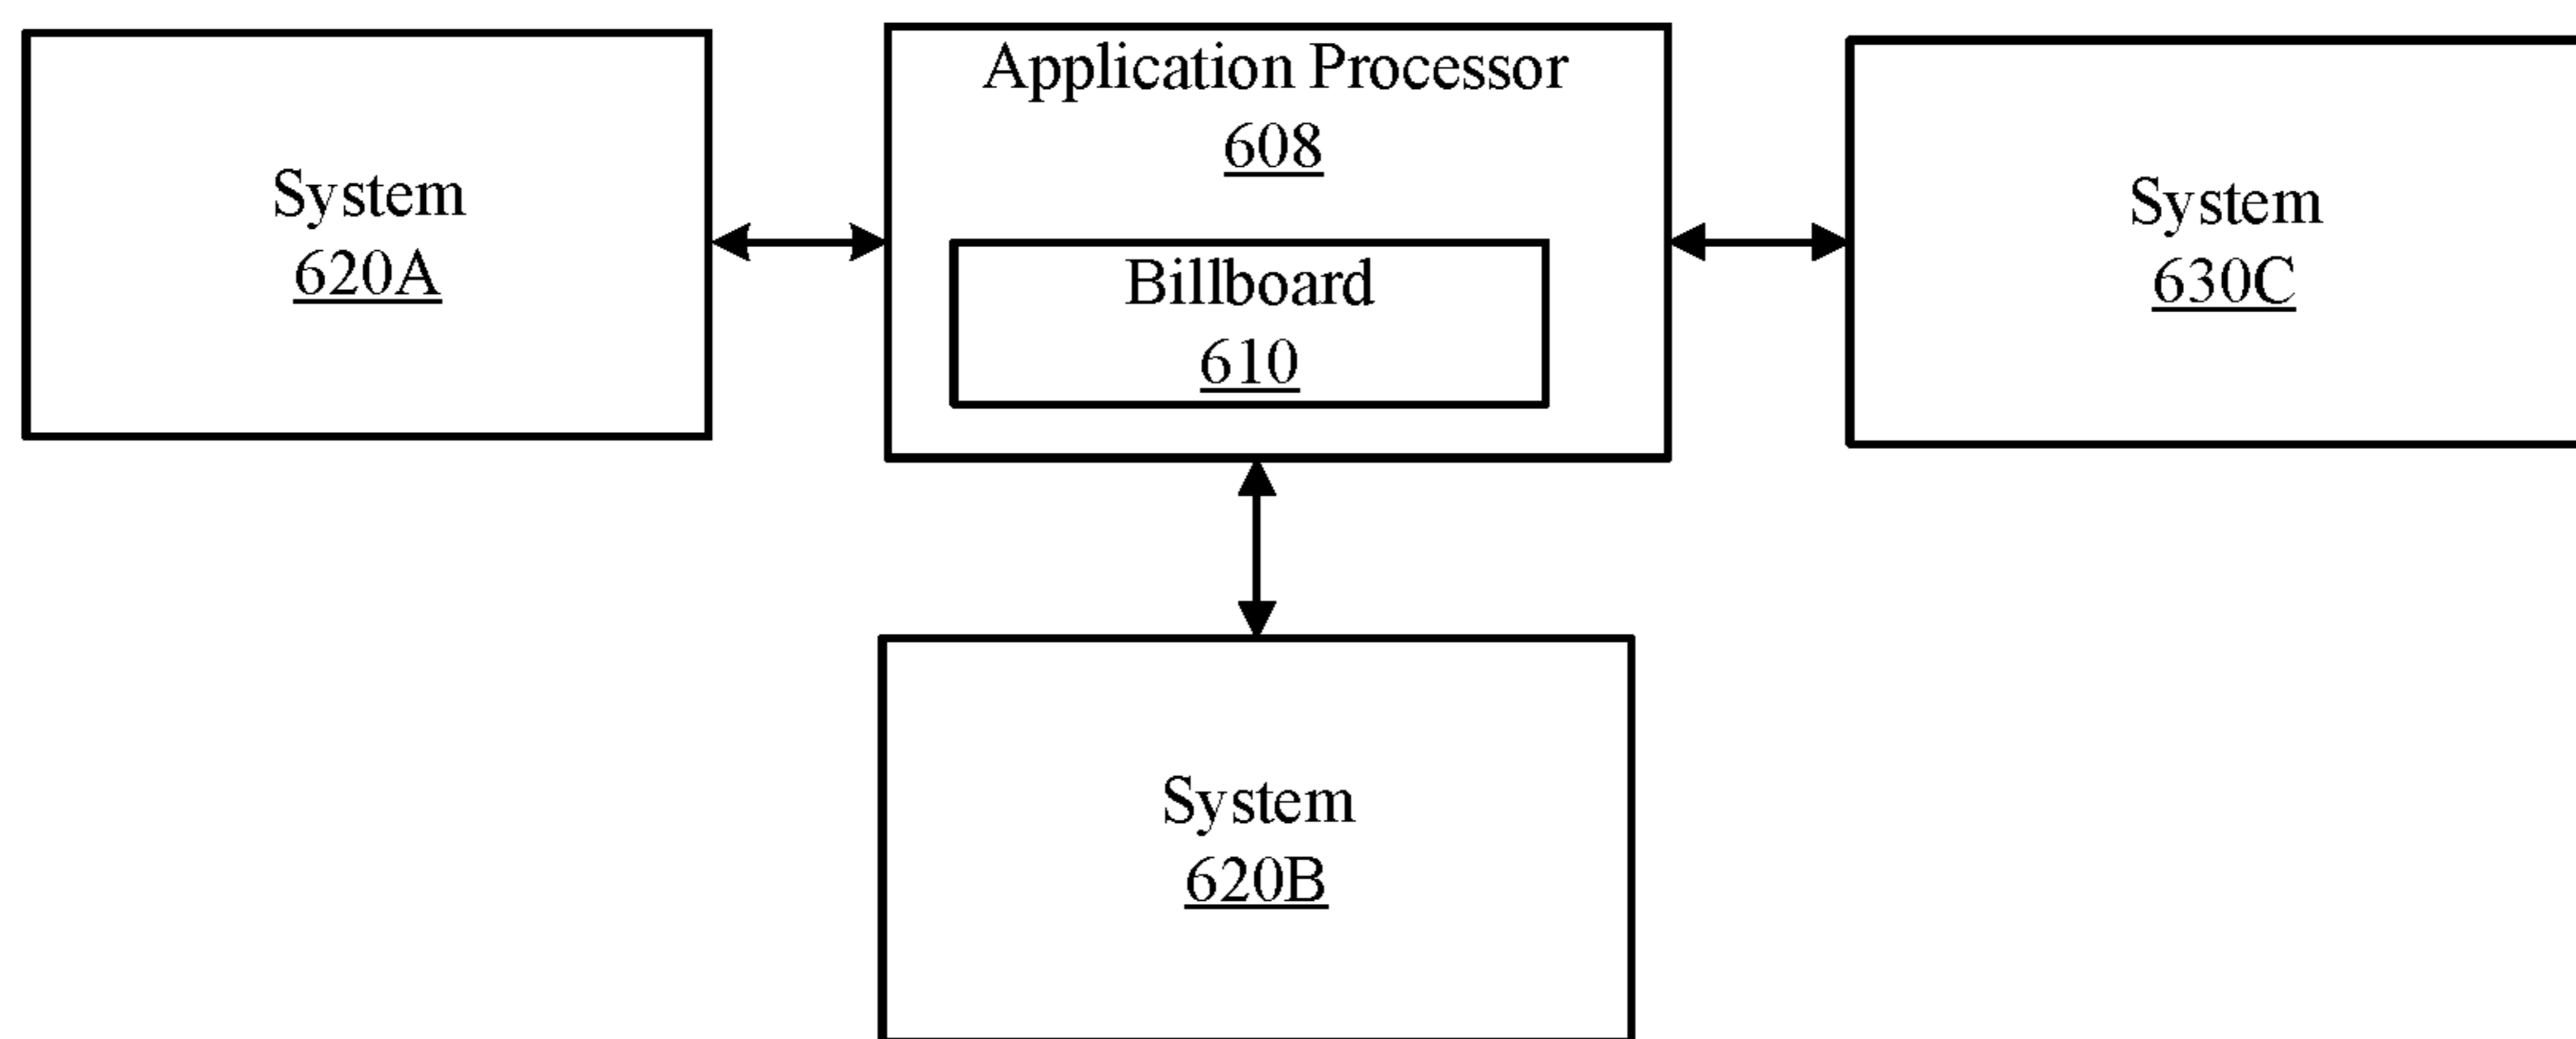 System
620A
Application Processor
608
Billboard
610
System
630C
System
620B